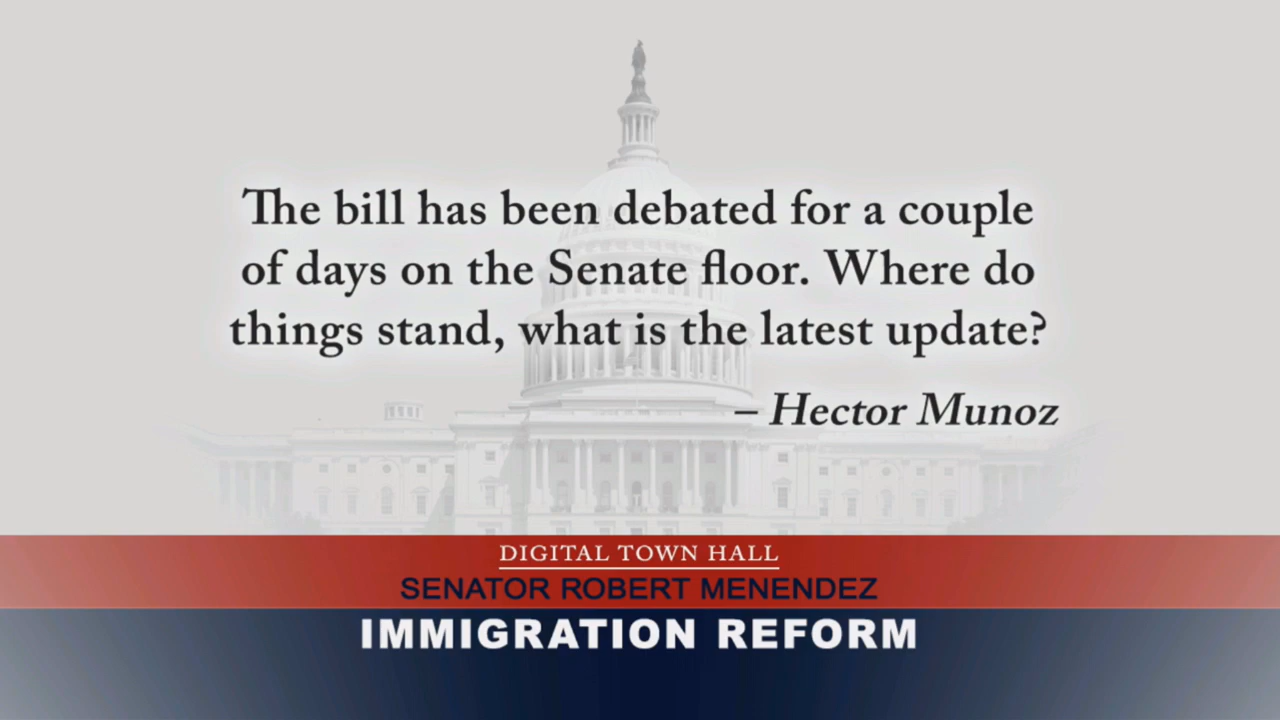 The bill has been debated for a couple
of days on the Senate floor. Where do
things stand, what is the latest update?
– Hector Munoz
DIGITAL TOWN HALL
SENATOR ROBERT MENENDEZ
IMMIGRATION REFORM